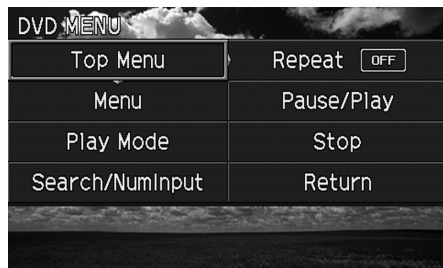 DVD MENU
Top Menu
Repeat OFF
Menu
Pause/Play
Play Mode
Stop
Search/NumInput
Return